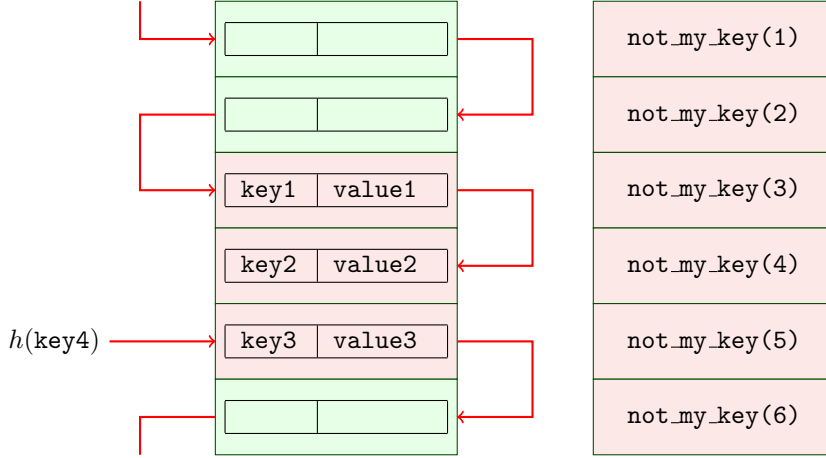 not_my_key(1)
not_my_key(2)
key1 value1 not_my_key(3)
key2 value2 not_my_key(4)
h(key4) key3 value3 not_my_key(5)
not_my_key(6)